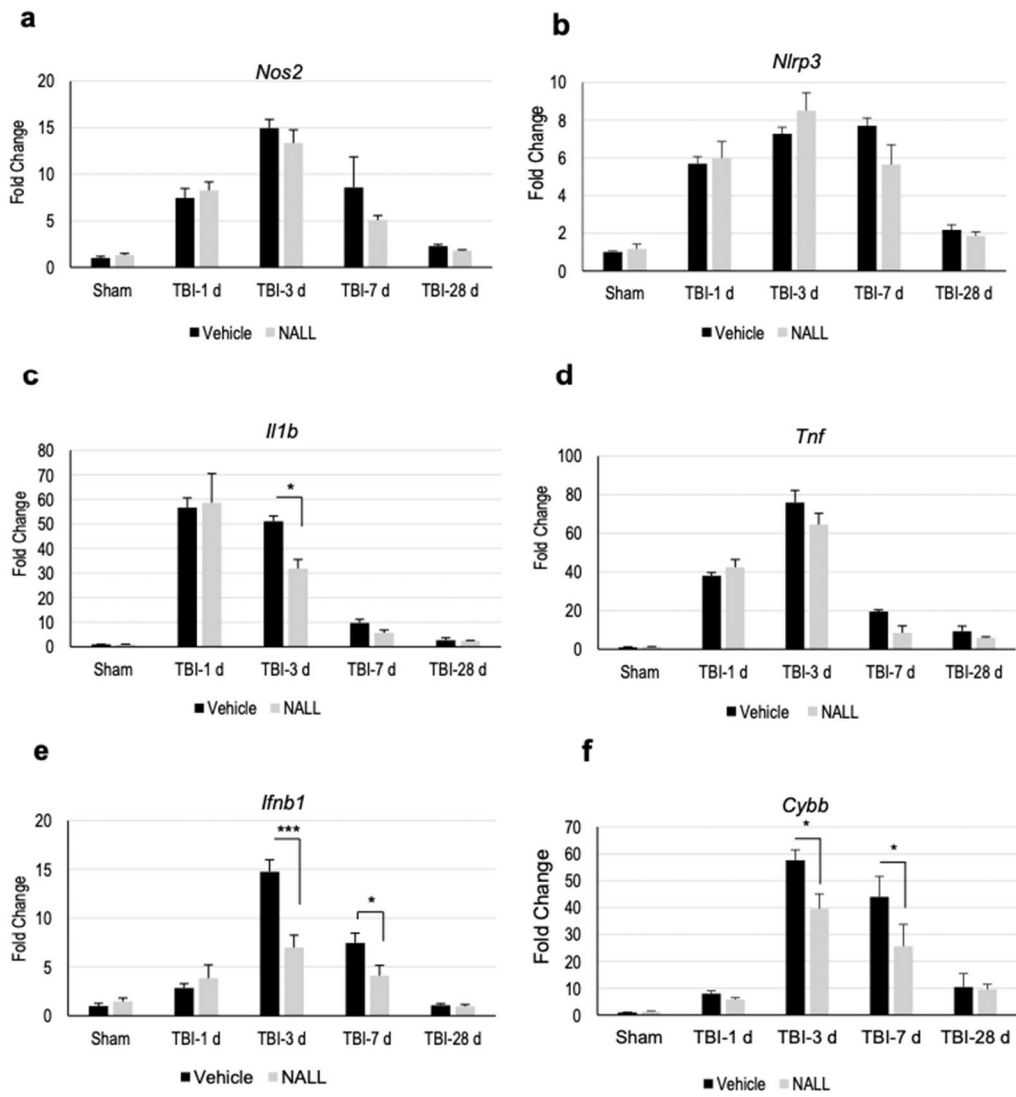 a
Nos2
Fold Change
20
15
10
5
0
Sham TBI-1 d TBI-3 d TBI-7 d TBI-28 d
Vehicle NALL
b
Nlrp3
Fold Change
10
8
6
4
2
0
Sham TBI-1 d TBI-3 d TBI-7 d TBI-28 d
Vehicle NALL
c
Il1b
Fold Change
80
70
60
50
40
30
20
10
0
*
Sham TBI-1 d TBI-3 d TBI-7 d TBI-28 d
Vehicle NALL
d
Tnf
Fold Change
100
80
60
40
20
0
Sham TBI-1 d TBI-3 d TBI-7 d TBI-28 d
Vehicle NALL
e
Ifnb1
Fold Change
20
15
10
5
0
***
*
Sham TBI-1 d TBI-3 d TBI-7 d TBI-28 d
Vehicle NALL
f
Cybb
Fold Change
70
60
50
40
30
20
10
0
*
*
Sham TBI-1 d TBI-3 d TBI-7 d TBI-28 d
Vehicle NALL